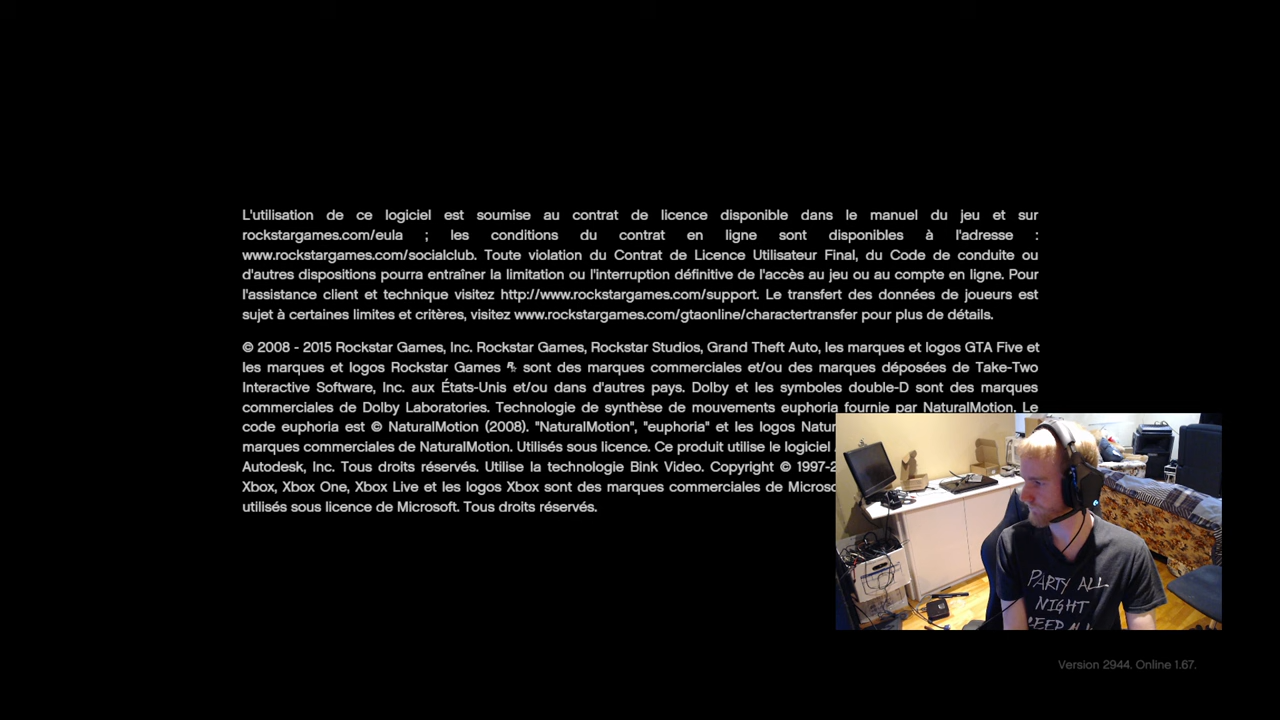 L'utilisation de ce logiciel est soumise au contrat de licence disponible dans le manuel du jeu et sur
rockstargames.com/eula ; les conditions du contrat en ligne sont disponibles à l'adresse :
www.rockstargames.com/socialclub. Toute violation du Contrat de Licence Utilisateur Final, du Code de conduite ou
d'autres dispositions pourra entraîner la limitation ou l'interruption définitive de l'accès au jeu ou au compte en ligne. Pour
l'assistance client et technique visitez http://www.rockstargames.com/support. Le transfert des données de joueurs est
sujet à certaines limites et critères, visitez www.rockstargames.com/gtaonline/charactertransfer pour plus de détails.
© 2008 - 2015 Rockstar Games, Inc. Rockstar Games, Rockstar Studios, Grand Theft Auto, les marques et logos GTA Five et
les marques et logos Rockstar Games R* sont des marques commerciales et/ou des marques déposées de Take-Two
Interactive Software, Inc. aux États-Unis et/ou dans d'autres pays. Dolby et les symboles double-D sont des marques
commerciales de Dolby Laboratories. Technologie de synthèse de mouvements euphoria fournie par NaturalMotion. Le
code euphoria est © NaturalMotion (2008). "NaturalMotion", "euphoria" et les logos
marques commerciales de NaturalMotion. Utilisés sous licence. Ce produit utilise le logiciel
Autodesk, Inc. Tous droits réservés. Utilise la technologie Bink Video. Copyright © 1997-2
Xbox, Xbox One, Xbox Live et les logos Xbox sont des marques commerciales de
utilisés sous licence de Microsoft. Tous droits réservés.
PARTY ALL
NIGHT
Version 2944. Online 1.67.